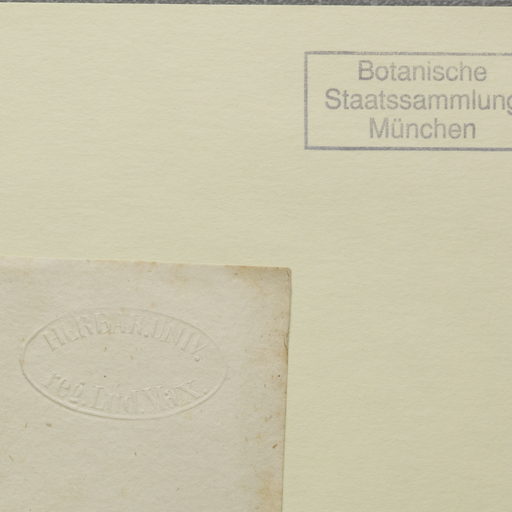 Botanische
Staatssammlung
München
HERBAR. UNIV.
reg. Lud. Max.